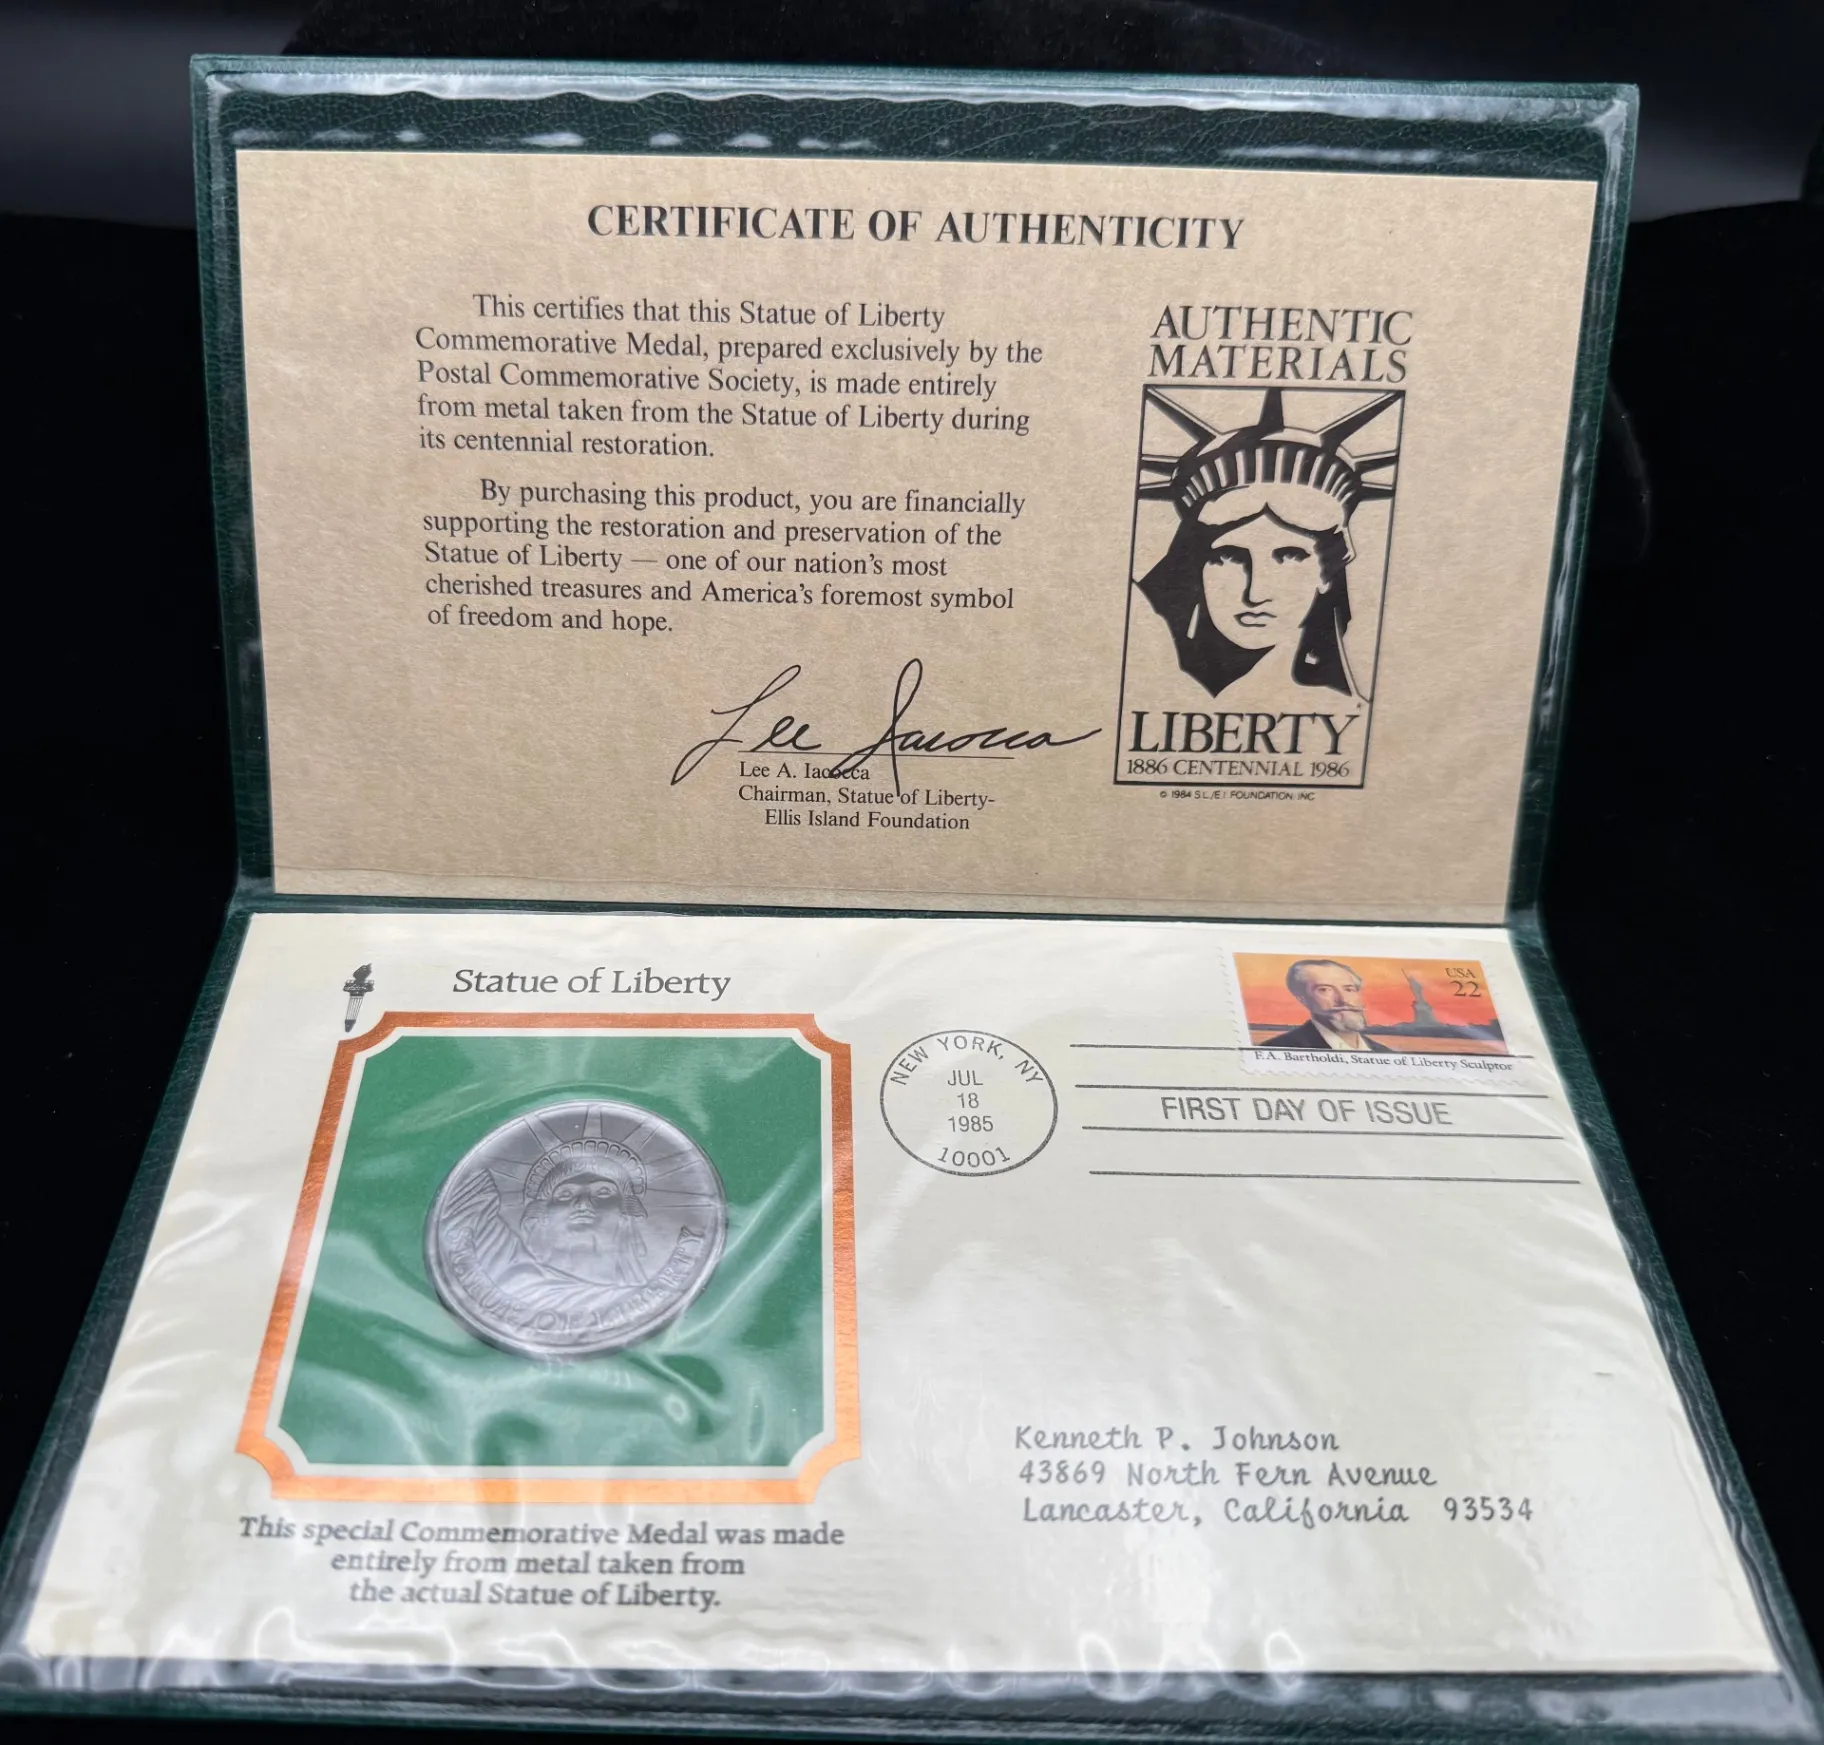 CERTIFICATE OF AUTHENTICITY
This certifies that this Statue of Liberty
Commemorative Medal, prepared exclusively by the
Postal Commemorative Society, is made entirely
from metal taken from the Statue of Liberty during
its centennial restoration.
By purchasing this product, you are financially
supporting the restoration and preservation of the
Statue of Liberty — one of our nation's most
cherished treasures and America's foremost symbol
of freedom and hope.
Lee Iacocca
Lee A. Iacocca
Chairman, Statue of Liberty-
Ellis Island Foundation
AUTHENTIC
MATERIALS
LIBERTY
1886 CENTENNIAL 1986
© 1984 S.L./E.I. FOUNDATION, INC
Statue of Liberty
STATUE OF LIBERTY
This special Commemorative Medal was made
entirely from metal taken from
the actual Statue of Liberty.
NEW YORK, NY
JUL
18
1985
10001
USA
22
F.A. Bartholdi, Statue of Liberty Sculptor
FIRST DAY OF ISSUE
Kenneth P. Johnson
43869 North Fern Avenue
Lancaster, California 93534